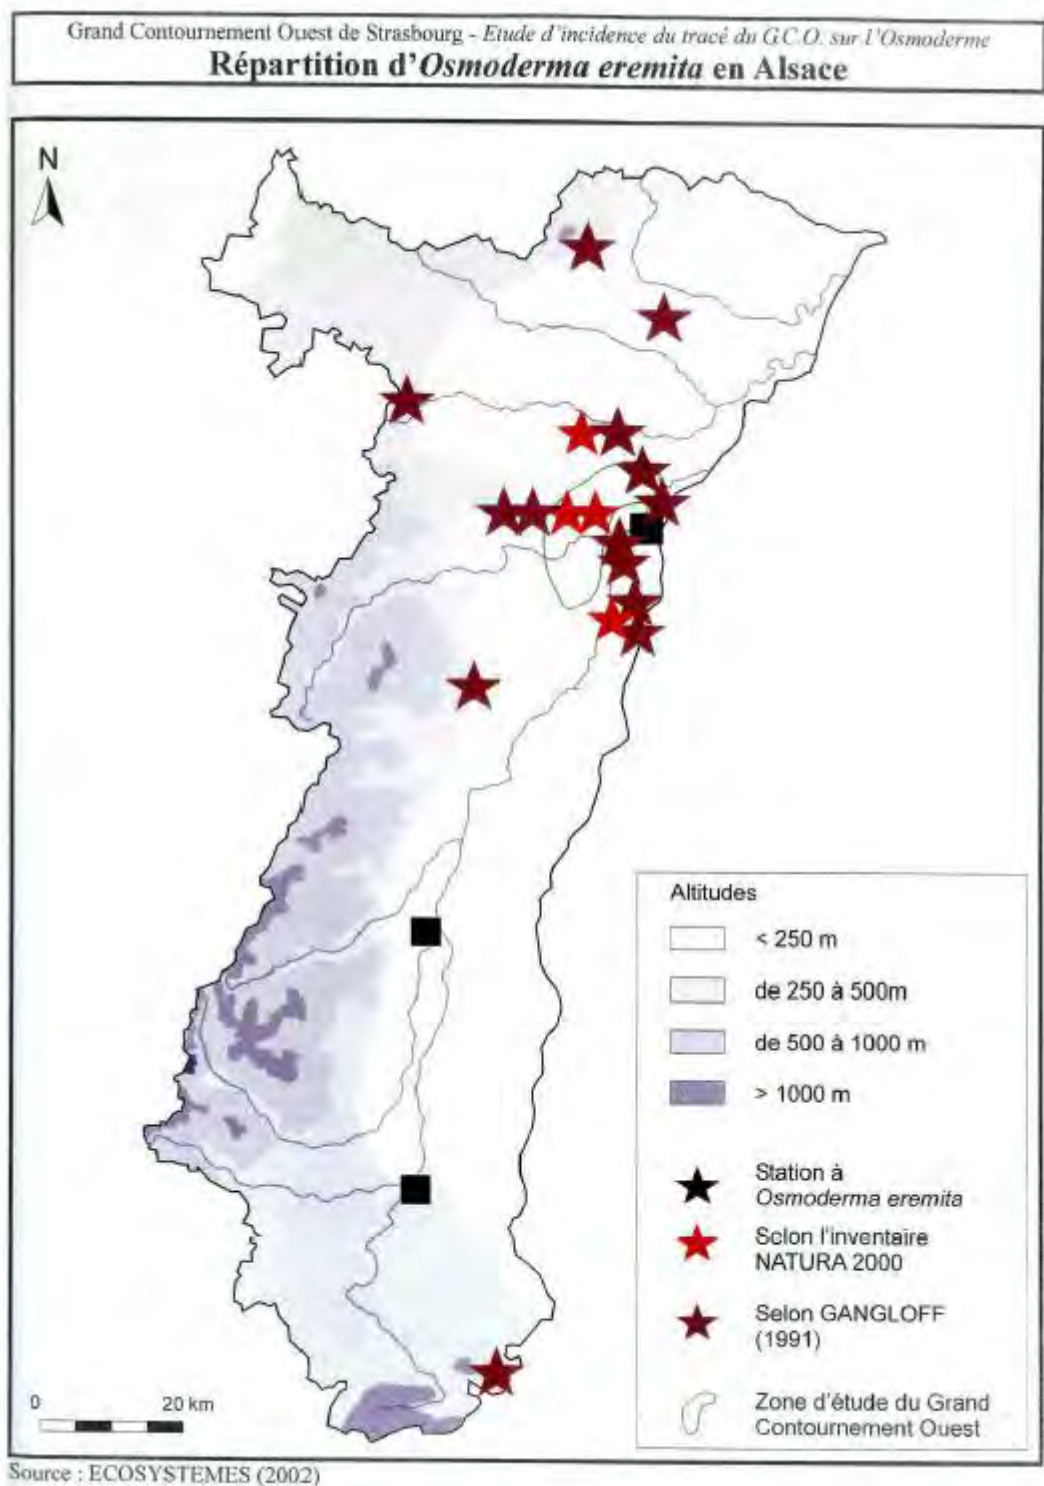 Grand Contournement Ouest de Strasbourg - Etude d'incidence du tracé du G.C.O. sur l'Osmoderme
Répartition d'Osmoderma eremita en Alsace
N
Altitudes
< 250 m
de 250 à 500m
de 500 à 1000 m
> 1000 m
Station à
Osmoderma eremita
Selon l'inventaire
NATURA 2000
Selon GANGLOFF
(1991)
Zone d'étude du Grand
Contournement Ouest
0 20 km
Source : ECOSYSTEMES (2002)